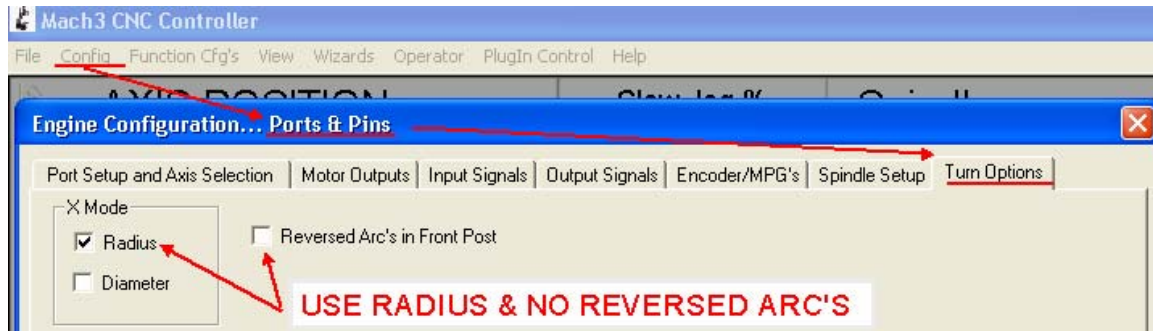 Mach3 CNC Controller
File Config Function Cfg's View Wizards Operator PlugIn Control Help
AXIS POSITION
Engine Configuration... Ports & Pins
Port Setup and Axis Selection Motor Outputs Input Signals Output Signals Encoder/MPG's Spindle Setup Turn Options
X Mode
Radius Reversed Arc's in Front Post
Diameter
USE RADIUS & NO REVERSED ARC'S